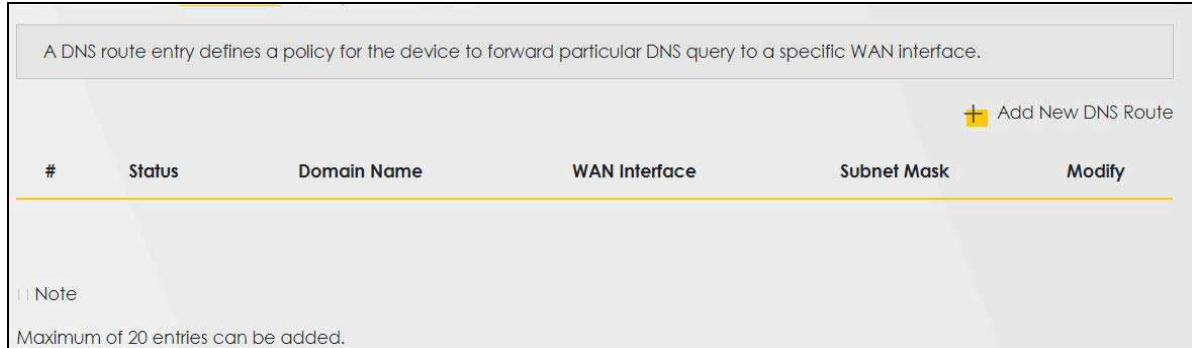 A DNS route entry defines a policy for the device to forward particular DNS query to a specific WAN interface.
Add New DNS Route
# Status Domain Name WAN Interface Subnet Mask Modify
Note
Maximum of 20 entries can be added.